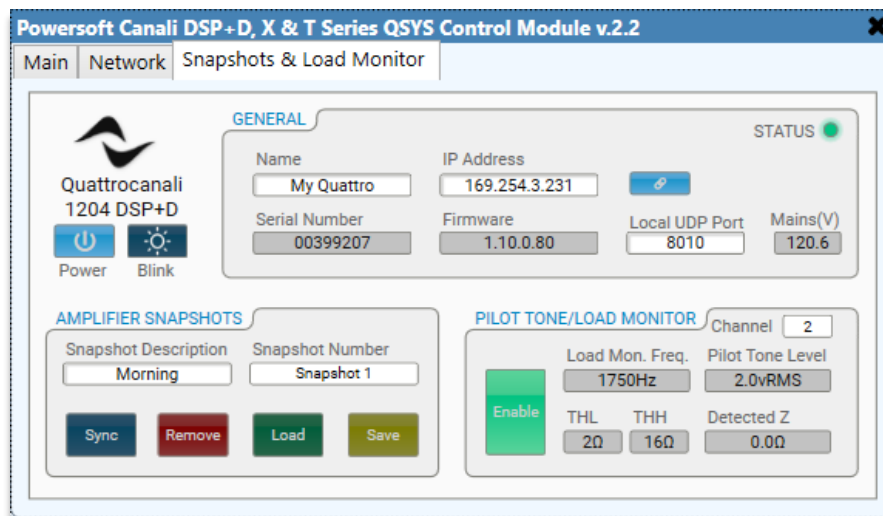 Powersoft Canali DSP+D, X & T Series QSYS Control Module v.2.2
Main Network Snapshots & Load Monitor
GENERAL
STATUS
Name IP Address
My Quattro 169.254.3.231
Serial Number Firmware Local UDP Port Mains(V)
00399207 1.10.0.80 8010 120.6
Quattrocanali
1204 DSP+D
Power Blink
AMPLIFIER SNAPSHOTS
Snapshot Description Snapshot Number
Morning Snapshot 1
Sync Remove Load Save
PILOT TONE/LOAD MONITOR Channel 2
Load Mon. Freq. Pilot Tone Level
1750Hz 2.0vRMS
Enable
THL THH Detected Z
2Ω 16Ω 0.0Ω